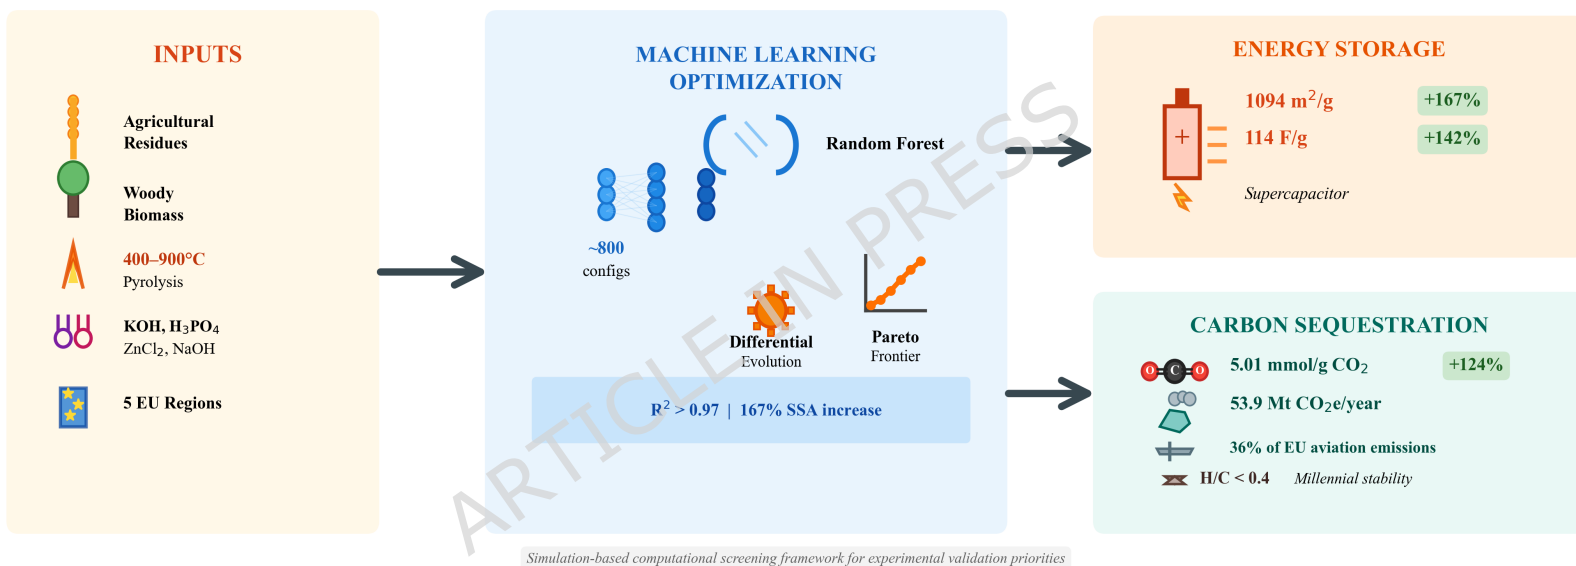 INPUTS
Agricultural
Residues
Woody
Biomass
400–900°C
Pyrolysis
KOH, H₃PO₄
ZnCl₂, NaOH
5 EU Regions
MACHINE LEARNING
OPTIMIZATION
Random Forest
~800
configs
Differential
Evolution
Pareto
Frontier
R² > 0.97 | 167% SSA increase
ENERGY STORAGE
+
1094 m²/g
+167%
114 F/g
+142%
Supercapacitor
CARBON SEQUESTRATION
O C O
5.01 mmol/g CO₂
+124%
53.9 Mt CO₂e/year
36% of EU aviation emissions
H/C < 0.4
Millennial stability
Simulation-based computational screening framework for experimental validation priorities
ARTICLE IN PRESS